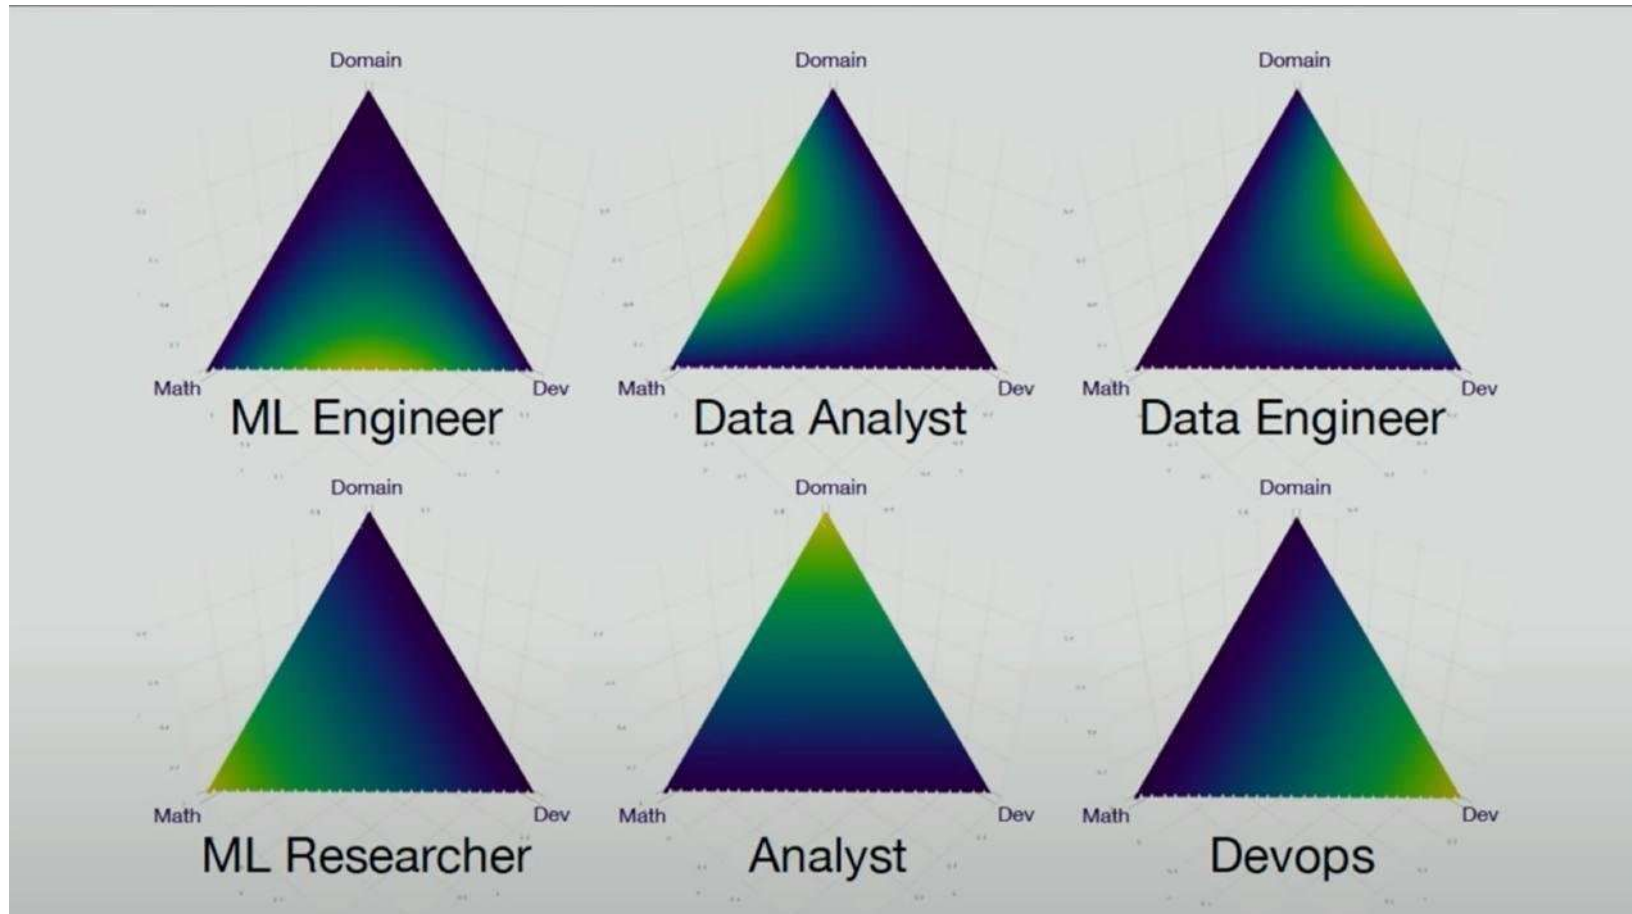 Domain
Domain
Domain
Math
Dev
Math
Dev
Math
Dev
ML Engineer
Data Analyst
Data Engineer
Domain
Domain
Domain
Math
Dev
Math
Dev
Math
Dev
ML Researcher
Analyst
Devops